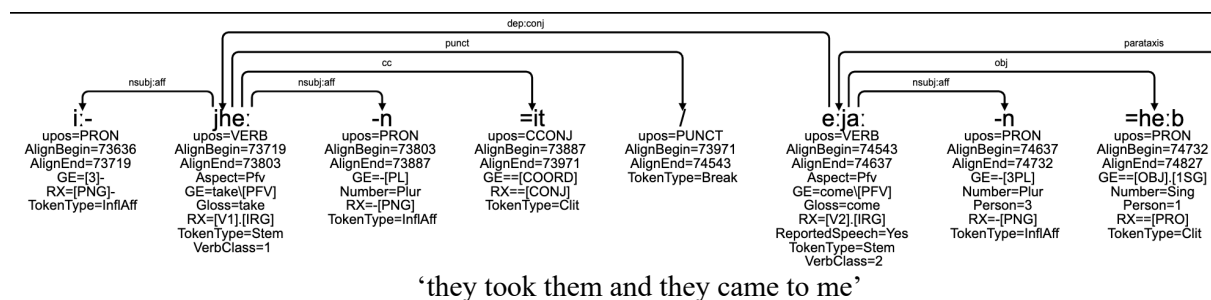 dep:conj
punct parataxis
cc obj
nsubj:aff nsubj:aff nsubj:aff
i:- jhe: -n =it / e:ja: -n =he:b
upos=PRON upos=VERB upos=PRON upos=CCONJ upos=PUNCT upos=VERB upos=PRON upos=PRON
AlignBegin=73636 AlignBegin=73719 AlignBegin=73803 AlignBegin=73887 AlignBegin=73971 AlignBegin=74543 AlignBegin=74637 AlignBegin=74732
AlignEnd=73719 AlignEnd=73803 AlignEnd=73887 AlignEnd=73971 AlignEnd=74543 AlignEnd=74637 AlignEnd=74732 AlignEnd=74827
GE=[3]- Aspect=Pfv GE=-[PL] GE==[COORD] TokenType=Break Aspect=Pfv GE=-[3PL] GE==[OBJ].[1SG]
RX=[PNG]- GE=take\[PFV] Number=Plur RX==[CONJ] GE=come\[PFV] Number=Plur Number=Sing
TokenType=InflAff Gloss=take RX=-[PNG] TokenType=Clit Gloss=come Person=3 Person=1
RX=[V1].[IRG] TokenType=InflAff RX=[V2].[IRG] RX=-[PNG] RX==[PRO]
TokenType=Stem ReportedSpeech=Yes TokenType=InflAff TokenType=Clit
VerbClass=1 TokenType=Stem
VerbClass=2
‘they took them and they came to me’